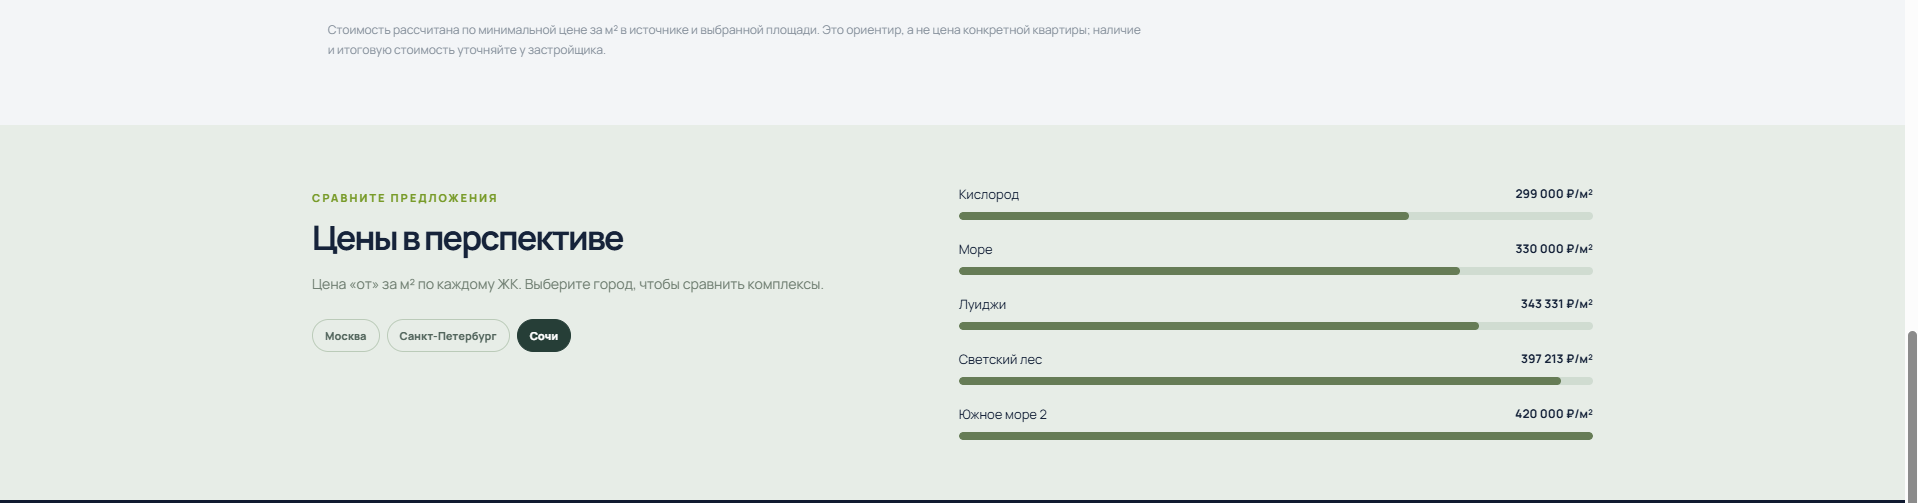 Стоимость рассчитана по минимальной цене за м² в источнике и выбранной площади. Это ориентир, а не цена конкретной квартиры; наличие
и итоговую стоимость уточняйте у застройщика.
СРАВНИТЕ ПРЕДЛОЖЕНИЯ
Цены в перспективе
Цена «от» за м² по каждому ЖК. Выберите город, чтобы сравнить комплексы.
Москва
Санкт-Петербург
Сочи
Кислород
299 000 ₽/м²
Море
330 000 ₽/м²
Луиджи
343 331 ₽/м²
Светский лес
397 213 ₽/м²
Южное море 2
420 000 ₽/м²